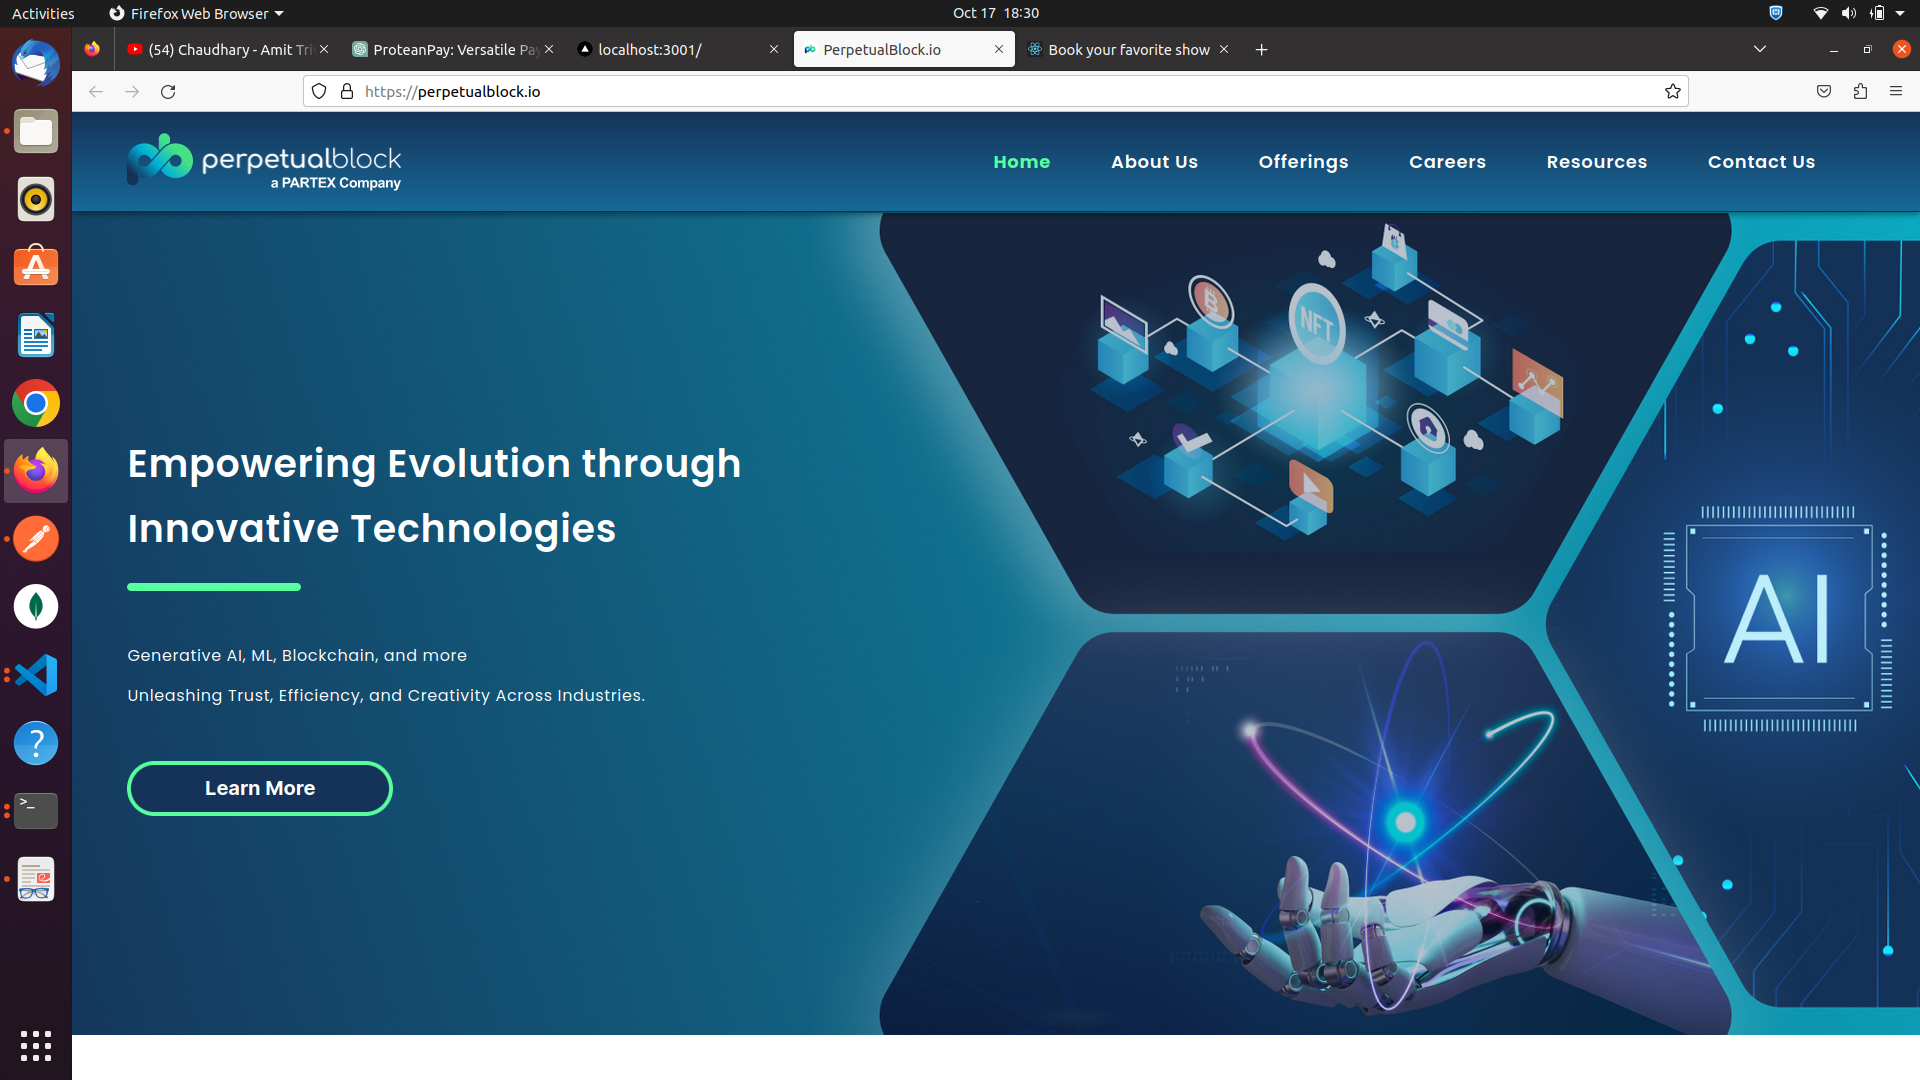 Activities
Firefox Web Browser
Oct 17 18:30
(54) Chaudhary - Amit Tri
ProteanPay: Versatile Pay
localhost:3001/
PerpetualBlock.io
Book your favorite show
https://perpetualblock.io
perpetualblock
a PARTEX Company
Home
About Us
Offerings
Careers
Resources
Contact Us
NFT
Empowering Evolution through
Innovative Technologies
AI
Generative AI, ML, Blockchain, and more
Unleashing Trust, Efficiency, and Creativity Across Industries.
Learn More